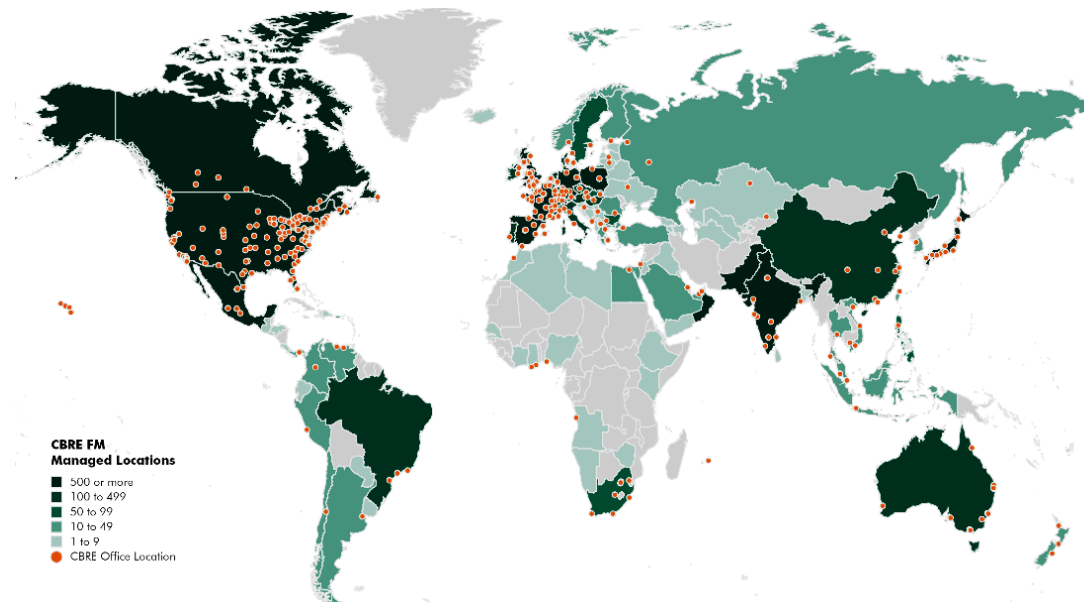 CBRE FM
Managed Locations
500 or more
100 to 499
50 to 99
10 to 49
1 to 9
CBRE Office Location